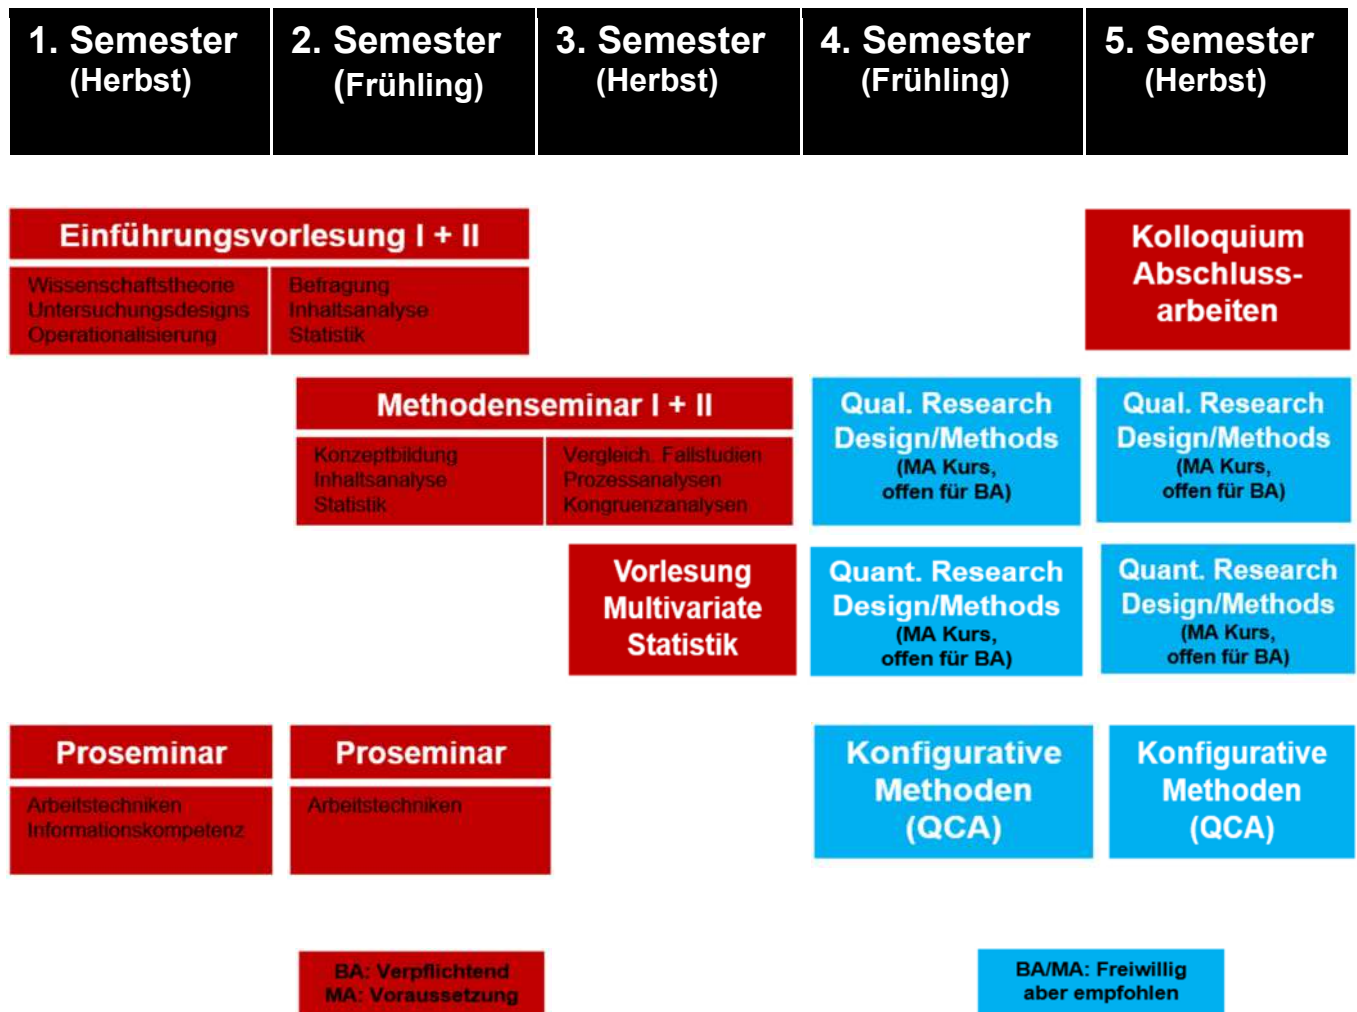 1. Semester
(Herbst)
2. Semester
(Frühling)
3. Semester
(Herbst)
4. Semester
(Frühling)
5. Semester
(Herbst)
Einführungsvorlesung I + II
Wissenschaftstheorie
Untersuchungsdesigns
Operationalisierung
Befragung
Inhaltsanalyse
Statistik
Kolloquium
Abschluss-
arbeiten
Methodenseminar I + II
Konzeptbildung
Inhaltsanalyse
Statistik
Vergleich. Fallstudien
Prozessanalysen
Kongruenzanalysen
Qual. Research
Design/Methods
(MA Kurs,
offen für BA)
Qual. Research
Design/Methods
(MA Kurs,
offen für BA)
Vorlesung
Multivariate
Statistik
Quant. Research
Design/Methods
(MA Kurs,
offen für BA)
Quant. Research
Design/Methods
(MA Kurs,
offen für BA)
Proseminar
Arbeitstechniken
Informationskompetenz
Proseminar
Arbeitstechniken
Konfigurative
Methoden
(QCA)
Konfigurative
Methoden
(QCA)
BA: Verpflichtend
MA: Voraussetzung
BA/MA: Freiwillig
aber empfohlen